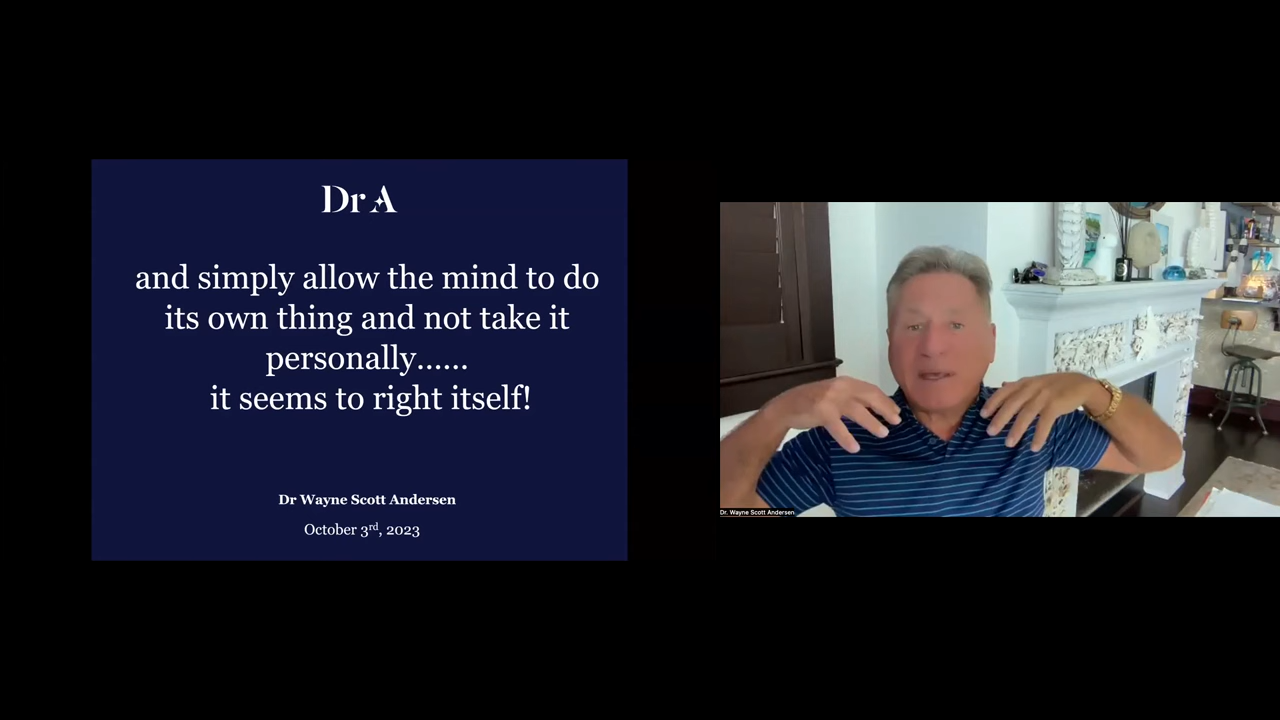 Dr A
and simply allow the mind to do
its own thing and not take it
personally......
it seems to right itself!
Dr Wayne Scott Andersen
October 3rd, 2023
Dr. Wayne Scott Andersen